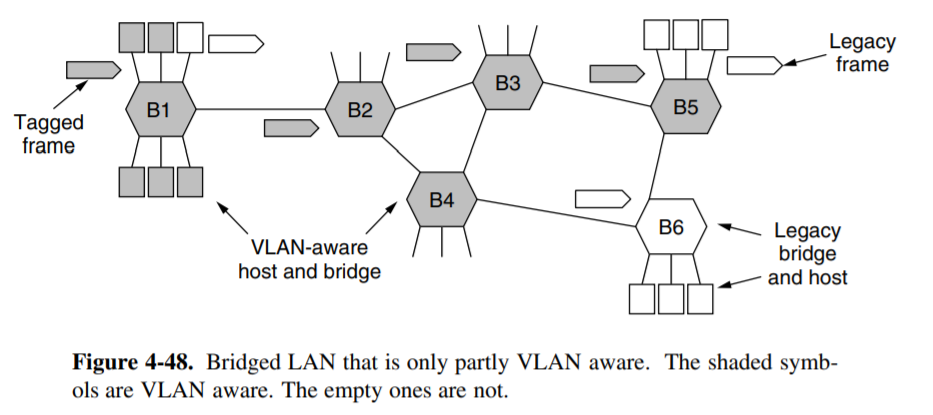 Legacy
frame
B3
B1
B2
B5
Tagged
frame
B4
B6
VLAN-aware
host and bridge
Legacy
bridge
and host
Figure 4-48. Bridged LAN that is only partly VLAN aware. The shaded symb-
ols are VLAN aware. The empty ones are not.